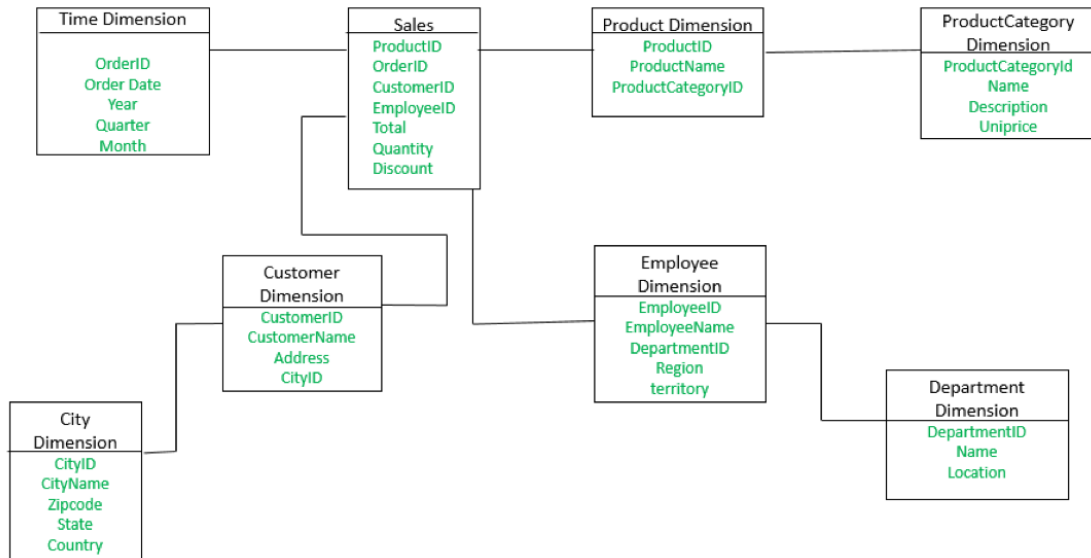 Time Dimension
OrderID
Order Date
Year
Quarter
Month
Sales
ProductID
OrderID
CustomerID
EmployeeID
Total
Quantity
Discount
Product Dimension
ProductID
ProductName
ProductCategoryID
ProductCategory
Dimension
ProductCategoryId
Name
Description
Uniprice
Customer
Dimension
CustomerID
CustomerName
Address
CityID
Employee
Dimension
EmployeeID
EmployeeName
DepartmentID
Region
territory
City
Dimension
CityID
CityName
Zipcode
State
Country
Department
Dimension
DepartmentID
Name
Location